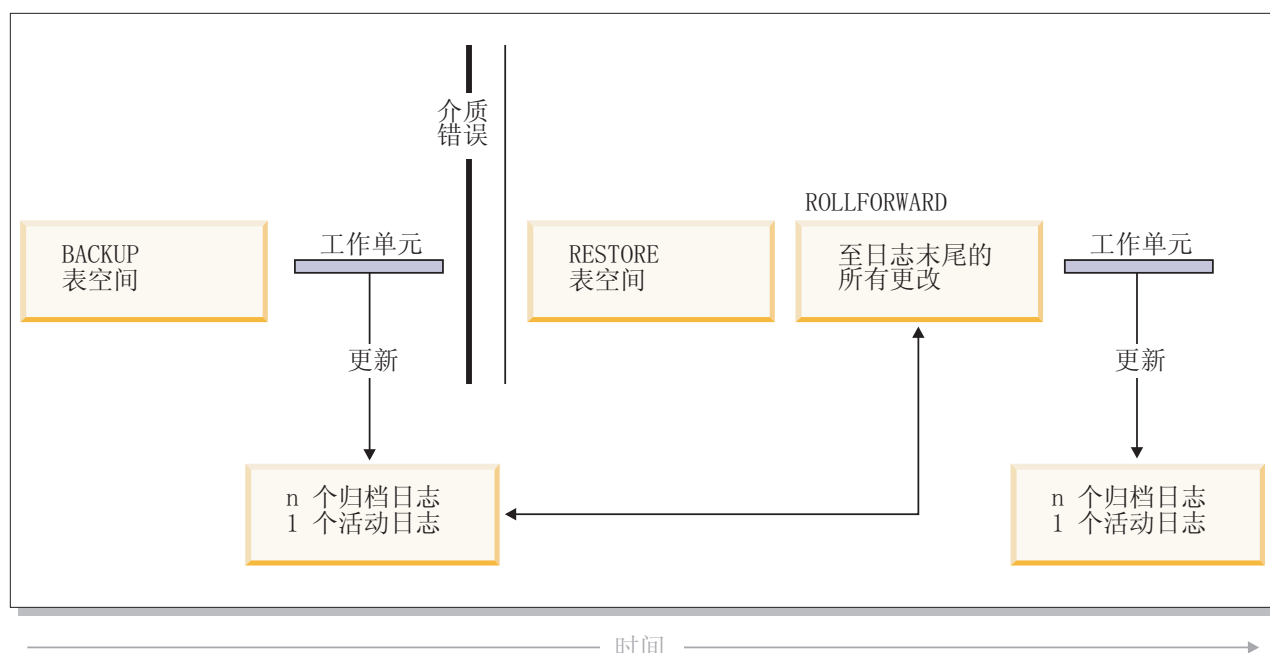 介质
错误
BACKUP
表空间
工作单元
RESTORE
表空间
ROLLFORWARD
至日志末尾的
所有更改
工作单元
更新
更新
n 个归档日志
1 个活动日志
n 个归档日志
1 个活动日志
时间